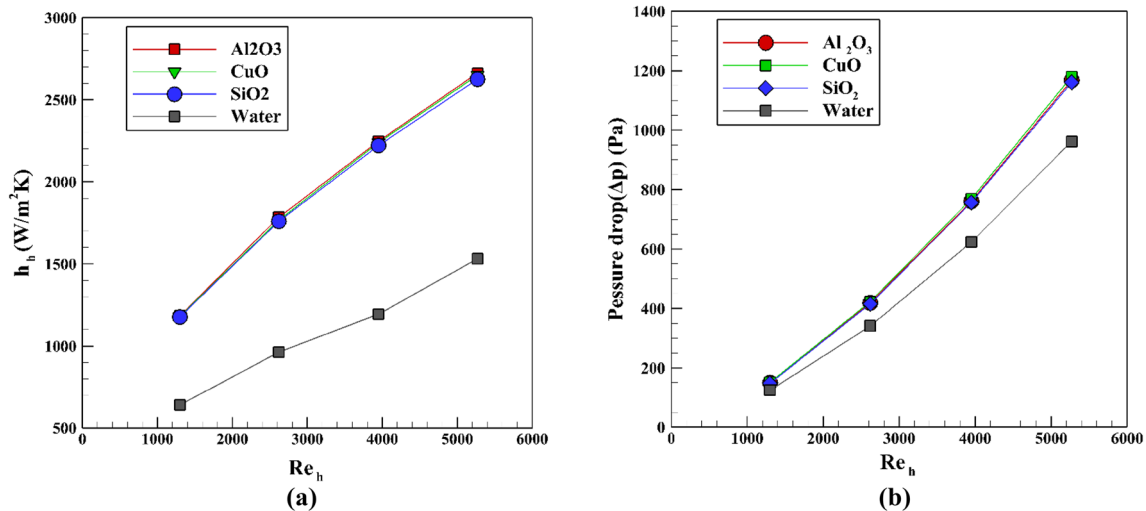 3000
2500
2000
1500
1000
500
h_h (W/m²K)
Al2O3
CuO
SiO2
Water
0 1000 2000 3000 4000 5000 6000
Re_h
(a)
1400
1200
1000
800
600
400
200
0
Pessure drop(Δp) (Pa)
Al₂O₃
CuO
SiO₂
Water
0 1000 2000 3000 4000 5000 6000
Re_h
(b)